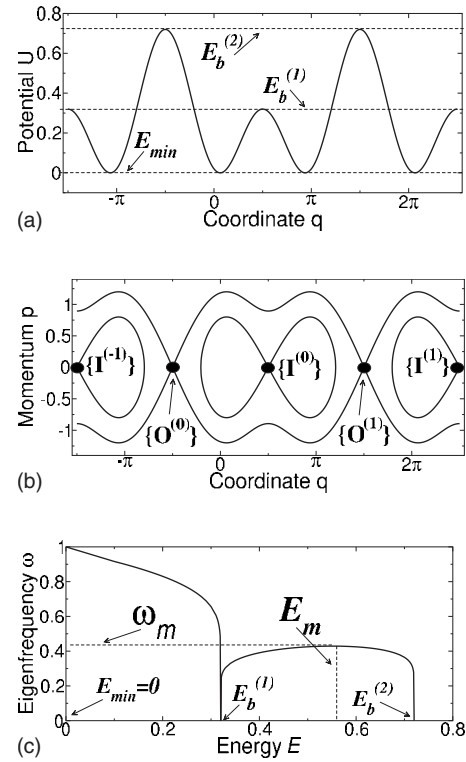 0.8
0.6
0.4
0.2
0
Potential U
E_b^(2)
E_b^(1)
E_min
-π 0 π 2π
Coordinate q
(a)
1
0.5
0
-0.5
-1
Momentum p
{I^(-1)} {I^(0)} {I^(1)}
{O^(0)} {O^(1)}
-π 0 π 2π
Coordinate q
(b)
1
0.8
0.6
0.4
0.2
0
Eigenfrequency ω
ω_m
E_m
E_min=0
E_b^(1)
E_b^(2)
0 0.2 0.4 0.6 0.8
Energy E
(c)